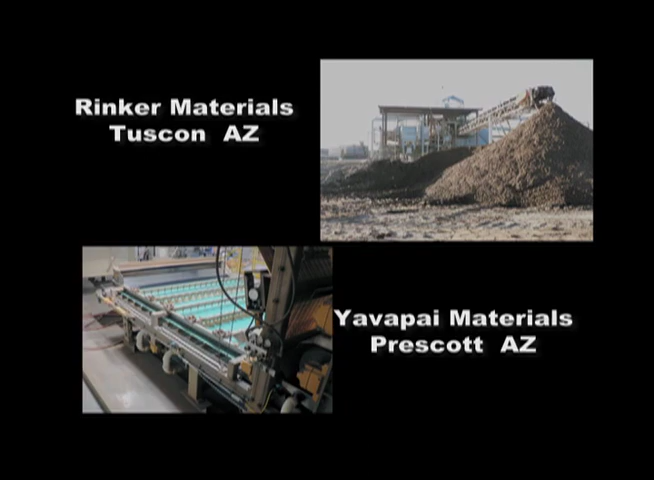 Rinker Materials
Tuscon AZ
Yavapai Materials
Prescott AZ